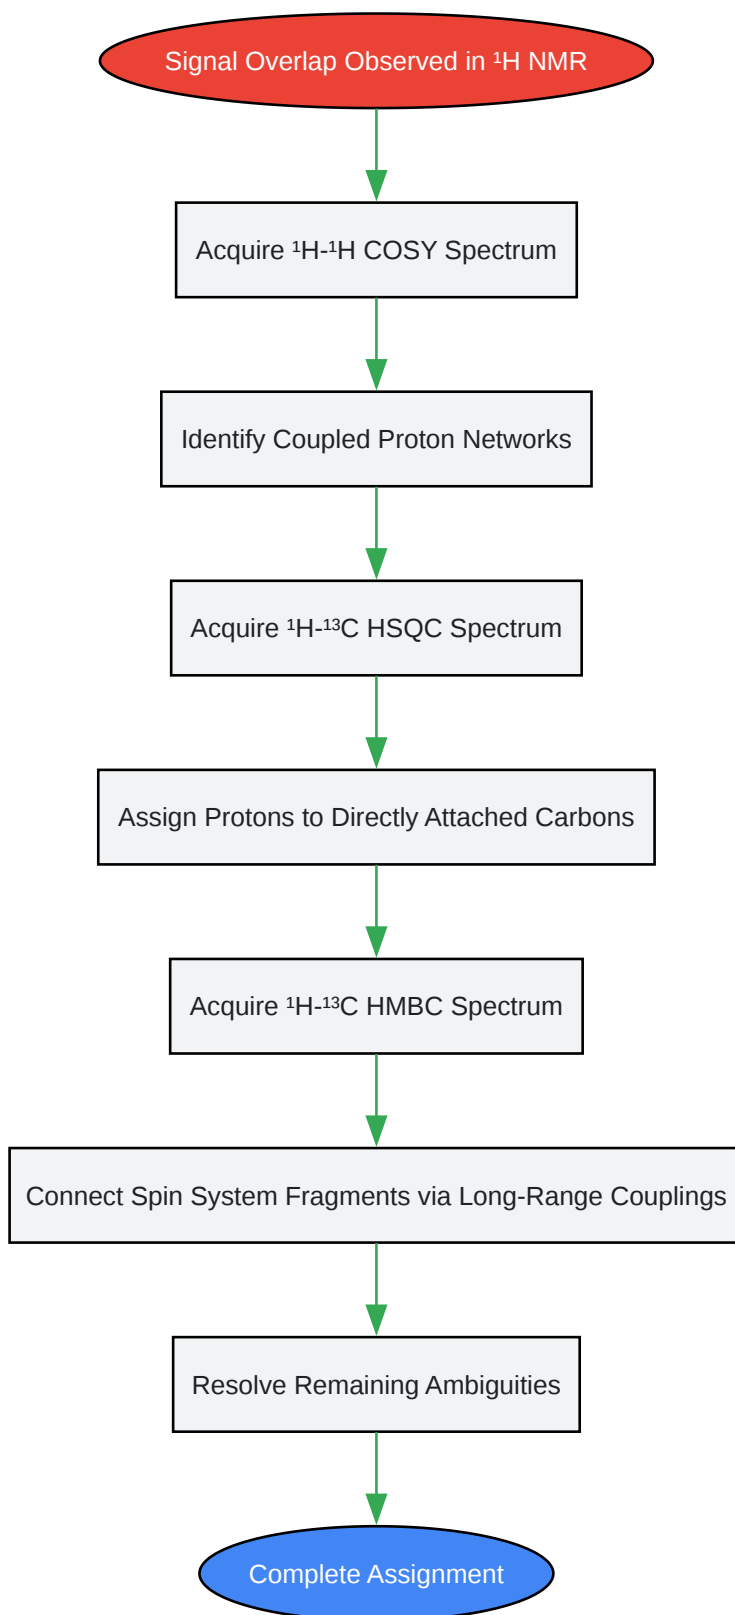 Signal Overlap Observed in ¹H NMR
Acquire ¹H-¹H COSY Spectrum
Identify Coupled Proton Networks
Acquire ¹H-¹³C HSQC Spectrum
Assign Protons to Directly Attached Carbons
Acquire ¹H-¹³C HMBC Spectrum
Connect Spin System Fragments via Long-Range Couplings
Resolve Remaining Ambiguities
Complete Assignment